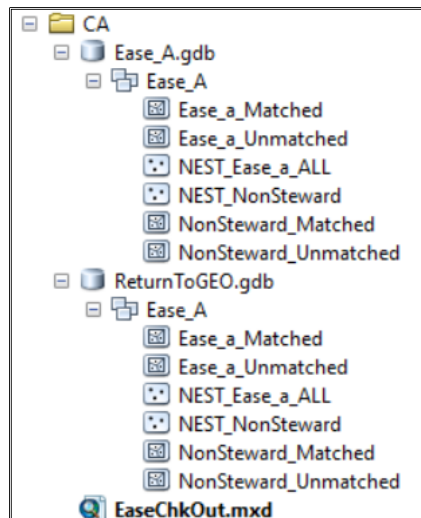 CA
Ease_A.gdb
Ease_A
Ease_a_Matched
Ease_a_Unmatched
NEST_Ease_a_ALL
NEST_NonSteward
NonSteward_Matched
NonSteward_Unmatched
ReturnToGEO.gdb
Ease_A
Ease_a_Matched
Ease_a_Unmatched
NEST_Ease_a_ALL
NEST_NonSteward
NonSteward_Matched
NonSteward_Unmatched
EaseChkOut.mxd